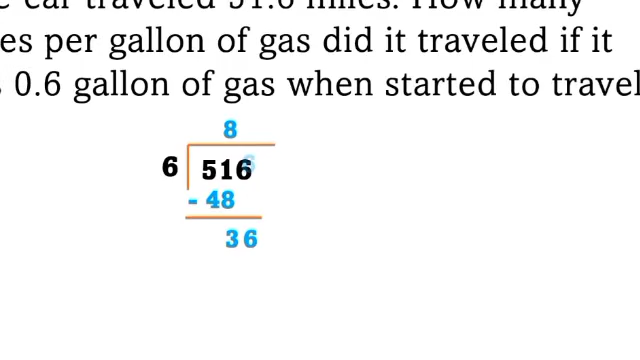 e car traveled 51.6 miles. How many
es per gallon of gas did it traveled if it
s 0.6 gallon of gas when started to travel
8
6 516
- 48
36